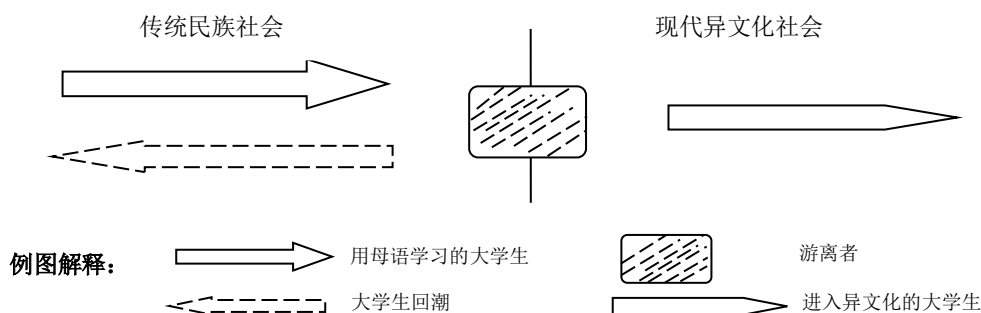 传统民族社会 现代异文化社会
例图解释： 用母语学习的大学生 游离者
大学生回潮 进入异文化的大学生